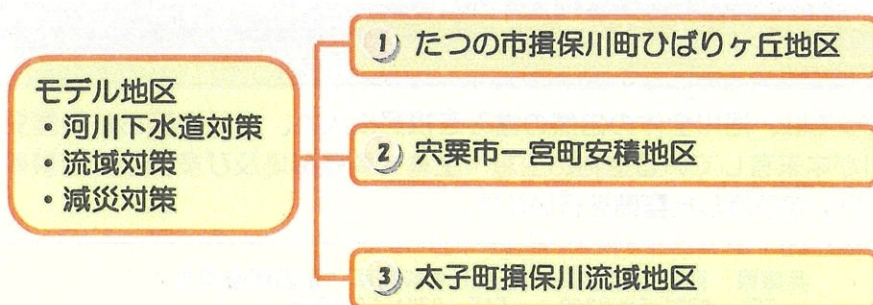 モデル地区
・河川下水道対策
・流域対策
・減災対策
1 たつの市揖保川町ひばりヶ丘地区
2 宍粟市一宮町安積地区
3 太子町揖保川流域地区